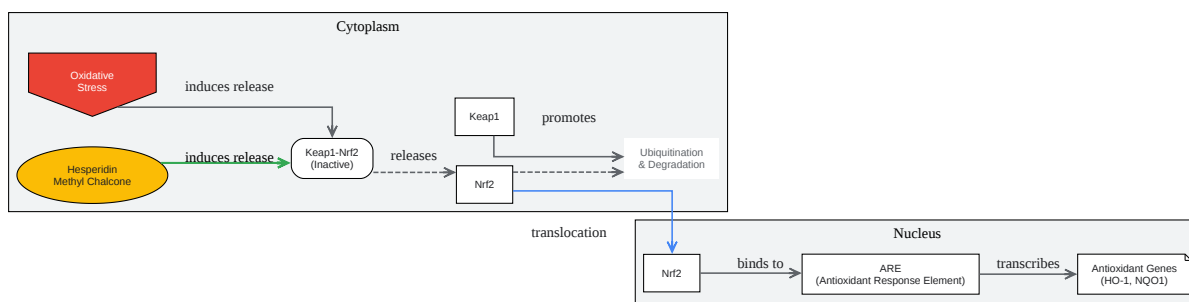 Cytoplasm
Oxidative
Stress
induces release
Keap1
promotes
Hesperidin
Methyl Chalcone
induces release
Keap1-Nrf2
(Inactive)
releases
Nrf2
Ubiquitination
& Degradation
translocation
Nucleus
Nrf2
binds to
ARE
(Antioxidant Response Element)
transcribes
Antioxidant Genes
(HO-1, NQO1)